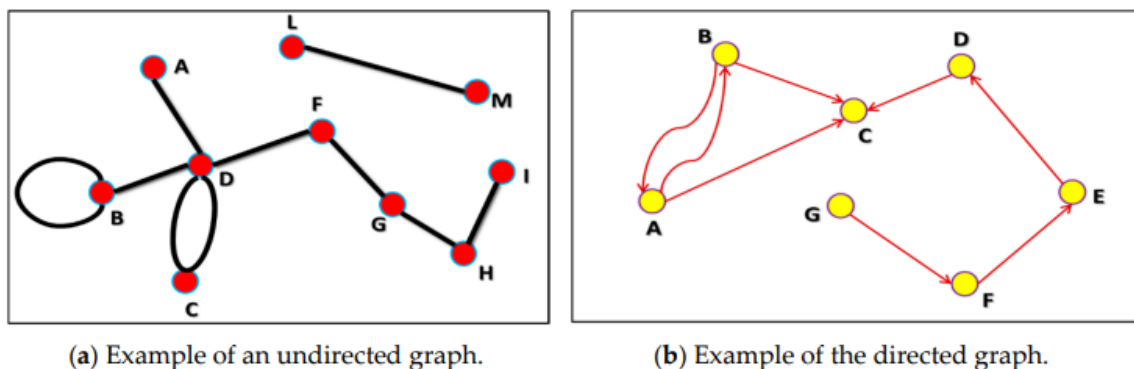 L
A
M
F
D
I
B
G
H
C
B
D
C
A
G
E
F
(a) Example of an undirected graph.
(b) Example of the directed graph.